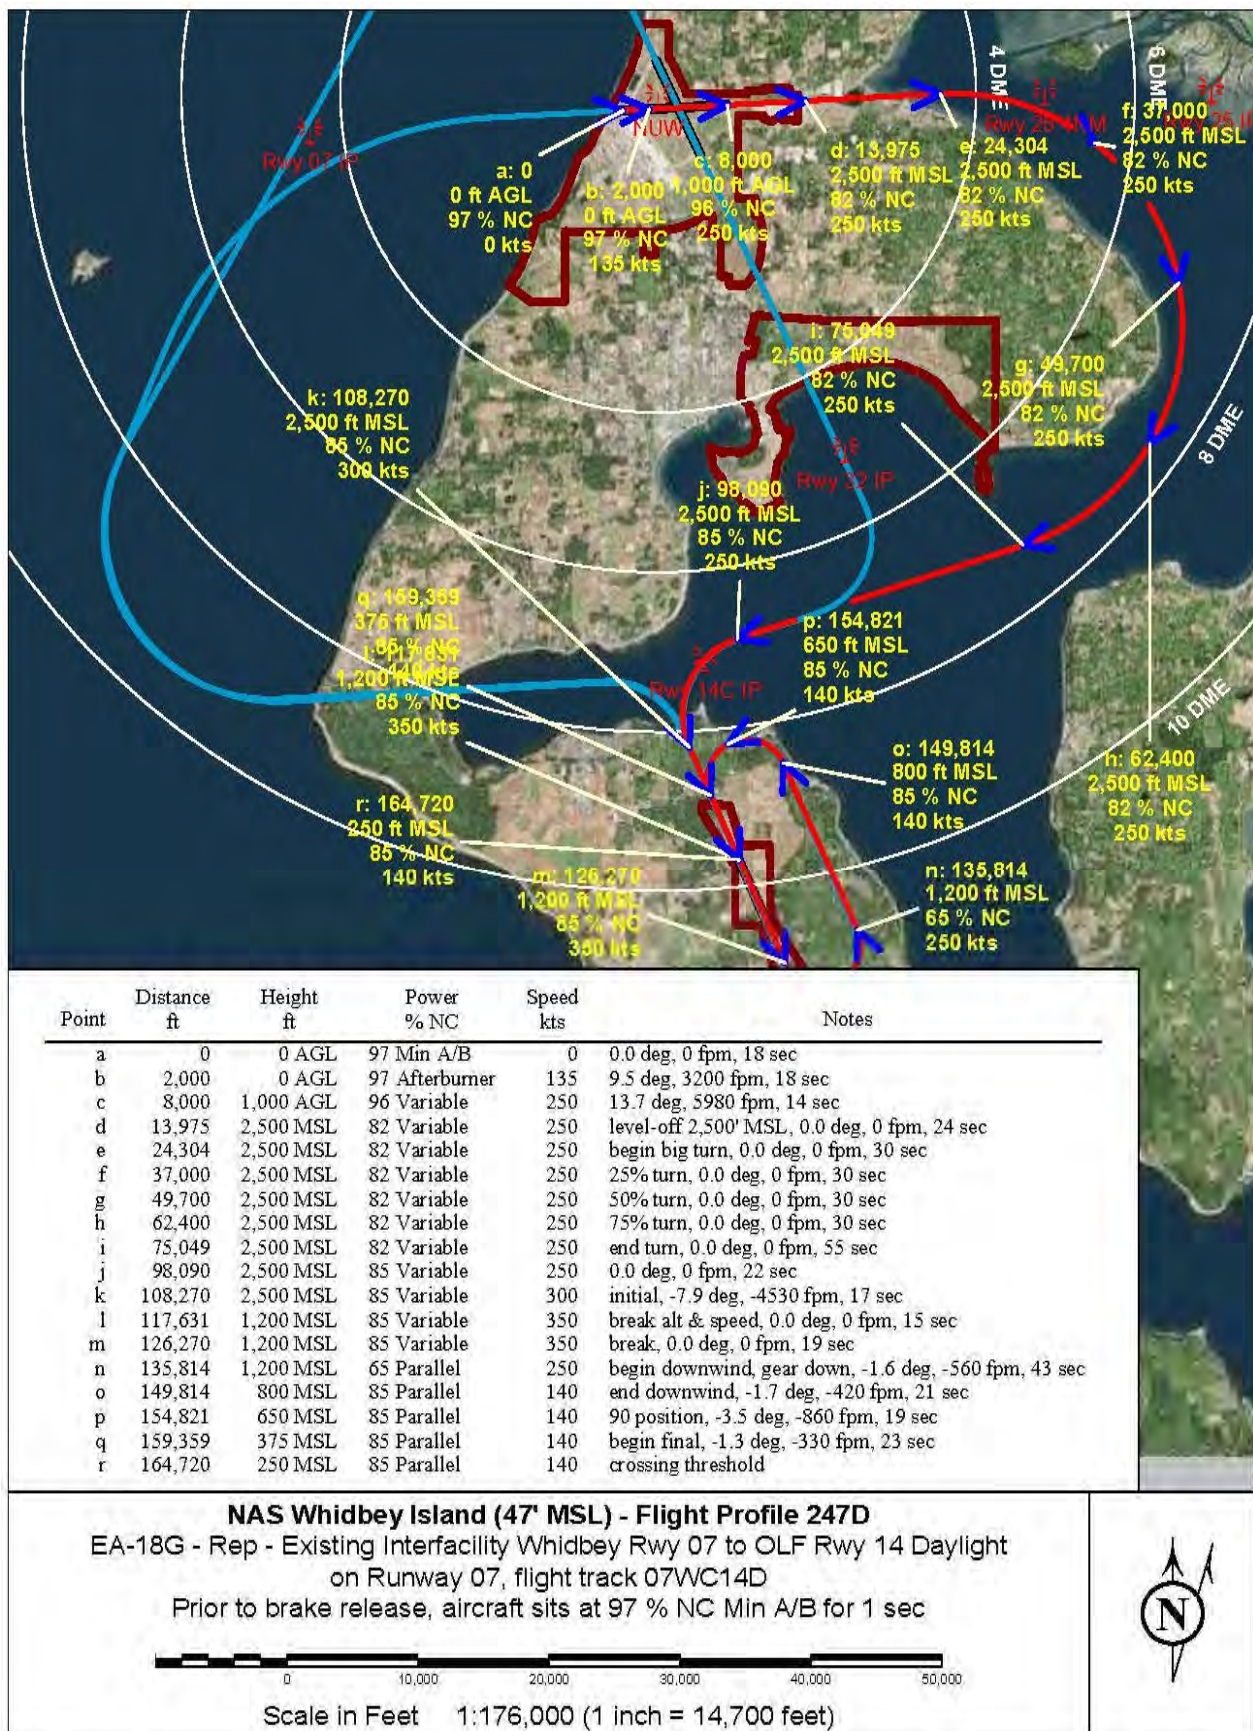 4 DME
6 DME
8 DME
10 DME
Rwy 07 IP
NUW
Rwy 25 4NM
Rwy 25 IP
Rwy 32 IP
Rwy 14C IP
a: 0
0 ft AGL
97 % NC
0 kts
b: 2,000
0 ft AGL
97 % NC
135 kts
c: 8,000
1,000 ft AGL
96 % NC
250 kts
d: 13,975
2,500 ft MSL
82 % NC
250 kts
e: 24,304
2,500 ft MSL
82 % NC
250 kts
f: 37,000
2,500 ft MSL
82 % NC
250 kts
g: 49,700
2,500 ft MSL
82 % NC
250 kts
h: 62,400
2,500 ft MSL
82 % NC
250 kts
i: 75,049
2,500 ft MSL
82 % NC
250 kts
j: 98,090
2,500 ft MSL
85 % NC
250 kts
k: 108,270
2,500 ft MSL
85 % NC
300 kts
q: 159,359
375 ft MSL
85 % NC
140 kts
l: 117,631
1,200 ft MSL
85 % NC
350 kts
p: 154,821
650 ft MSL
85 % NC
140 kts
o: 149,814
800 ft MSL
85 % NC
140 kts
r: 164,720
250 ft MSL
85 % NC
140 kts
m: 126,270
1,200 ft MSL
85 % NC
350 kts
n: 135,814
1,200 ft MSL
65 % NC
250 kts
Distance Height Power Speed
Point ft ft % NC kts Notes
a 0 0 AGL 97 Min A/B 0 0.0 deg, 0 fpm, 18 sec
b 2,000 0 AGL 97 Afterburner 135 9.5 deg, 3200 fpm, 18 sec
c 8,000 1,000 AGL 96 Variable 250 13.7 deg, 5980 fpm, 14 sec
d 13,975 2,500 MSL 82 Variable 250 level-off 2,500' MSL, 0.0 deg, 0 fpm, 24 sec
e 24,304 2,500 MSL 82 Variable 250 begin big turn, 0.0 deg, 0 fpm, 30 sec
f 37,000 2,500 MSL 82 Variable 250 25% turn, 0.0 deg, 0 fpm, 30 sec
g 49,700 2,500 MSL 82 Variable 250 50% turn, 0.0 deg, 0 fpm, 30 sec
h 62,400 2,500 MSL 82 Variable 250 75% turn, 0.0 deg, 0 fpm, 30 sec
i 75,049 2,500 MSL 82 Variable 250 end turn, 0.0 deg, 0 fpm, 55 sec
j 98,090 2,500 MSL 85 Variable 250 0.0 deg, 0 fpm, 22 sec
k 108,270 2,500 MSL 85 Variable 300 initial, -7.9 deg, -4530 fpm, 17 sec
l 117,631 1,200 MSL 85 Variable 350 break alt & speed, 0.0 deg, 0 fpm, 15 sec
m 126,270 1,200 MSL 85 Variable 350 break, 0.0 deg, 0 fpm, 19 sec
n 135,814 1,200 MSL 65 Parallel 250 begin downwind, gear down, -1.6 deg, -560 fpm, 43 sec
o 149,814 800 MSL 85 Parallel 140 end downwind, -1.7 deg, -420 fpm, 21 sec
p 154,821 650 MSL 85 Parallel 140 90 position, -3.5 deg, -860 fpm, 19 sec
q 159,359 375 MSL 85 Parallel 140 begin final, -1.3 deg, -330 fpm, 23 sec
r 164,720 250 MSL 85 Parallel 140 crossing threshold
NAS Whidbey Island (47' MSL) - Flight Profile 247D
EA-18G - Rep - Existing Interfacility Whidbey Rwy 07 to OLF Rwy 14 Daylight
on Runway 07, flight track 07WC14D
Prior to brake release, aircraft sits at 97 % NC Min A/B for 1 sec
0 10,000 20,000 30,000 40,000 50,000
Scale in Feet 1:176,000 (1 inch = 14,700 feet)
N